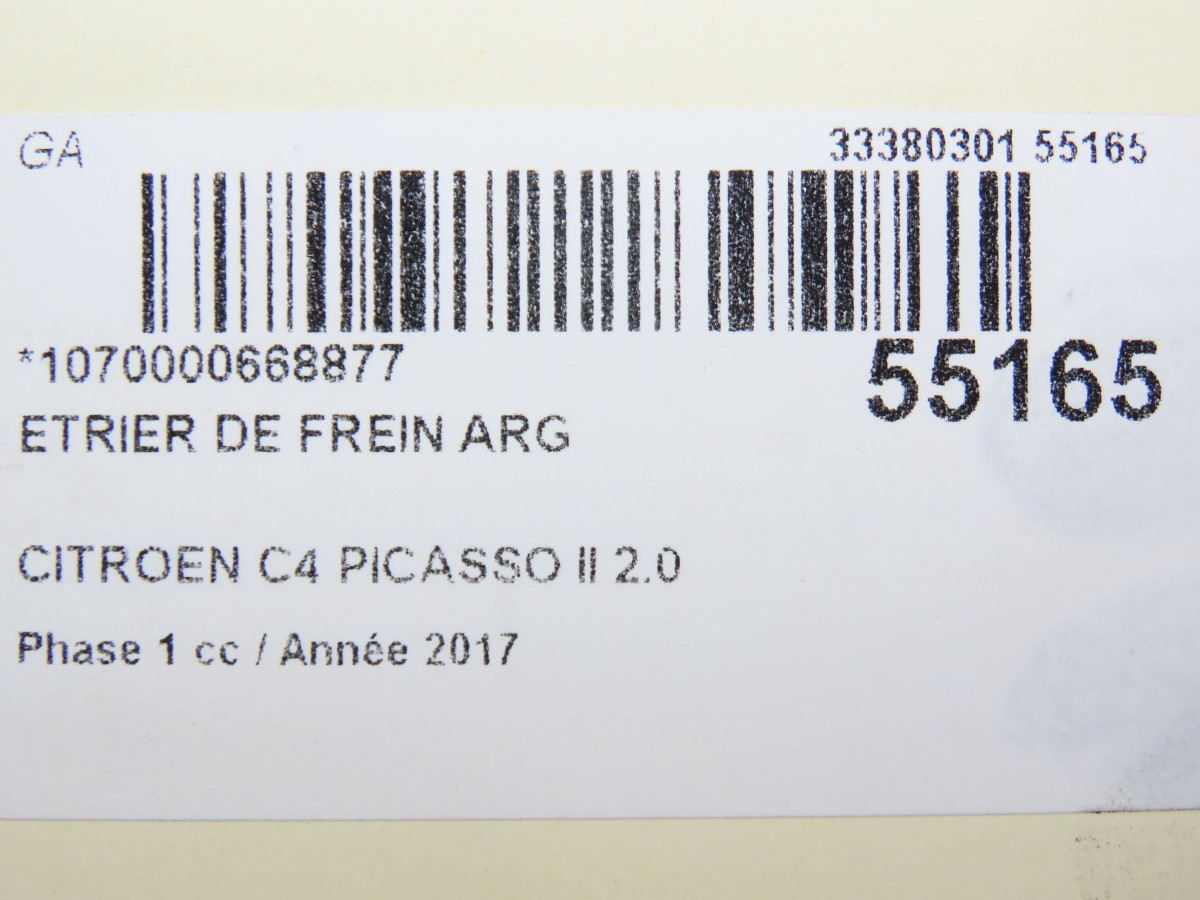 GA
33380301 55165
*1070000668877
55165
ETRIER DE FREIN ARG
CITROEN C4 PICASSO II 2.0
Phase 1 cc / Année 2017